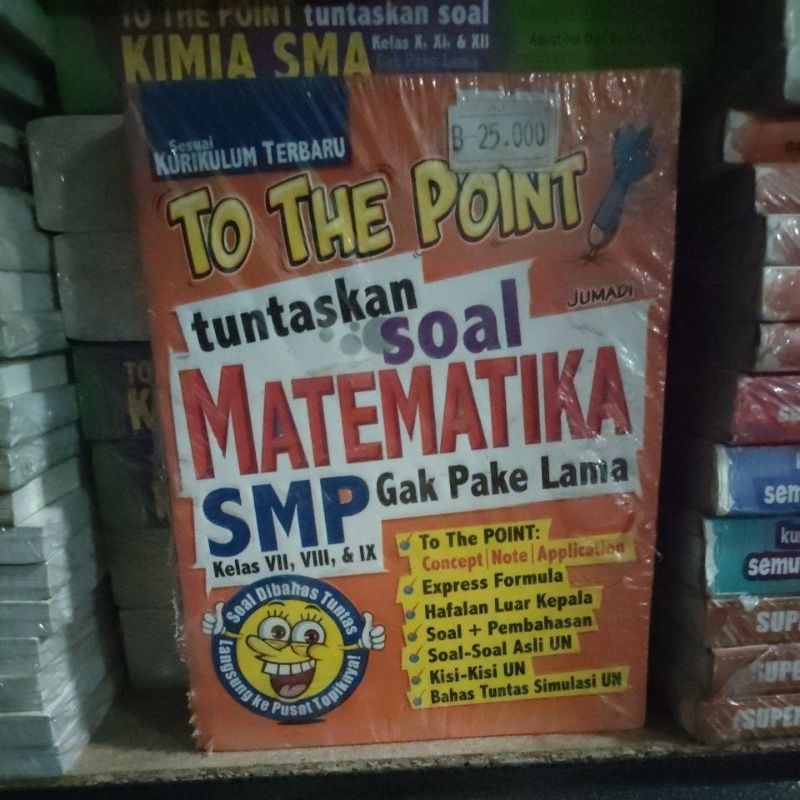 TO THE POINT tuntaskan soal
KIMIA SMA
Kelas X, XI, & XII
Gak Pake Lama
Sesuai
KURIKULUM TERBARU
B 25.000
TO THE POINT
JUMADI
tuntaskan
soal
MATEMATIKA
SMP
Gak Pake Lama
Kelas VII, VIII, & IX
To The POINT:
Concept|Note|Application
Express Formula
Hafalan Luar Kepala
Soal + Pembahasan
Soal-Soal Asli UN
Kisi-Kisi UN
Bahas Tuntas Simulasi UN
Soal Dibahas Tuntas
Langsung ke Pusat Topiknya!
TO
K
sem
ku
semu
SUP
SUPE
SUPER